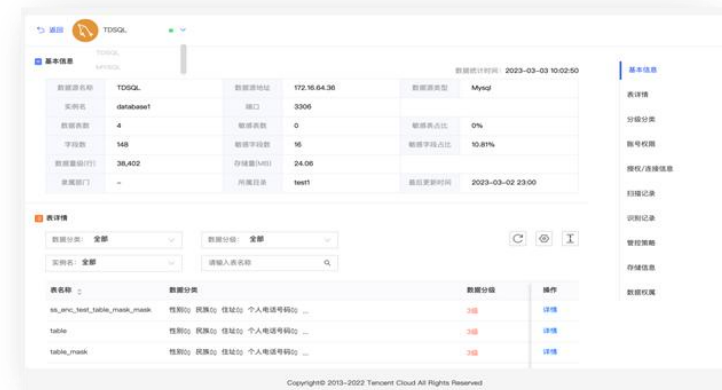 返回 TDSQL
TDSQL
MYSQL
基本信息
数据统计时间: 2023-03-03 10:02:50
数据源名称 TDSQL 数据源地址 172.16.64.36 数据源类型 Mysql
实例名 database1 端口 3306
数据表数 4 敏感表数 0 敏感表占比 0%
字段数 148 敏感字段数 16 敏感字段占比 10.81%
数据量级(行) 38,402 存储量(MB) 24.06
隶属部门 - 所属目录 test1 最后更新时间 2023-03-02 23:00
表详情
数据分类: 全部 数据分级: 全部
实例名: 全部 请输入表名称
表名称 数据分类 数据分级 操作
ss_enc_test_table_mask_mask 性别 民族 住址 个人电话号码 ... 3级 详情
table 性别 民族 住址 个人电话号码 ... 3级 详情
table_mask 性别 民族 住址 个人电话号码 ... 3级 详情
基本信息
表详情
分级分类
账号权限
授权/连接信息
扫描记录
识别记录
管控策略
存储信息
数据权属
Copyright© 2013-2022 Tencent Cloud All Rights Reserved